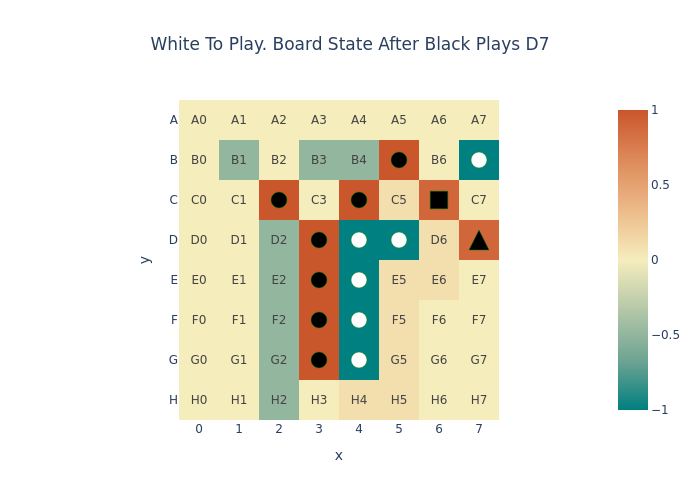 White To Play. Board State After Black Plays D7
A A0 A1 A2 A3 A4 A5 A6 A7 1
B B0 B1 B2 B3 B4 B6
C C0 C1 C3 C5 C7 0.5
D D0 D1 D2 D6
y 0
E E0 E1 E2 E5 E6 E7
F F0 F1 F2 F5 F6 F7 −0.5
G G0 G1 G2 G5 G6 G7
H H0 H1 H2 H3 H4 H5 H6 H7 −1
0 1 2 3 4 5 6 7
x